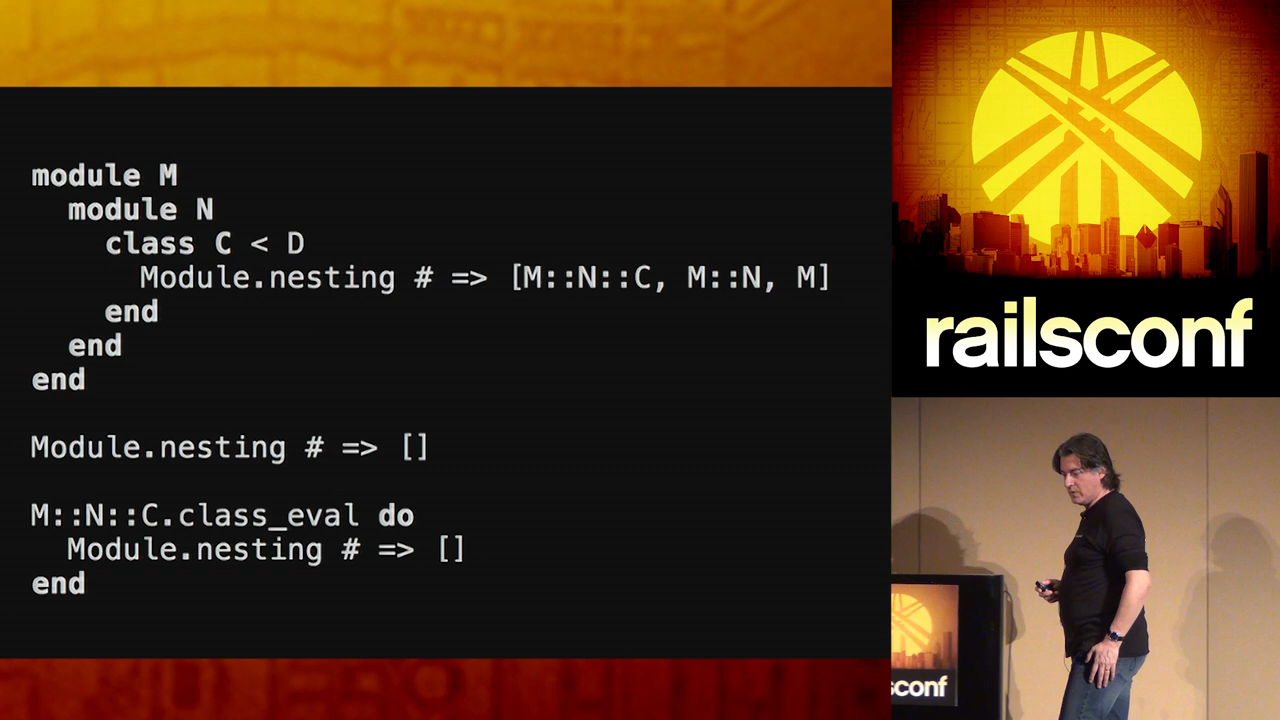 module M
  module N
    class C < D
      Module.nesting # => [M::N::C, M::N, M]
    end
  end
end
Module.nesting # => []
M::N::C.class_eval do
  Module.nesting # => []
end
railsconf
sconf